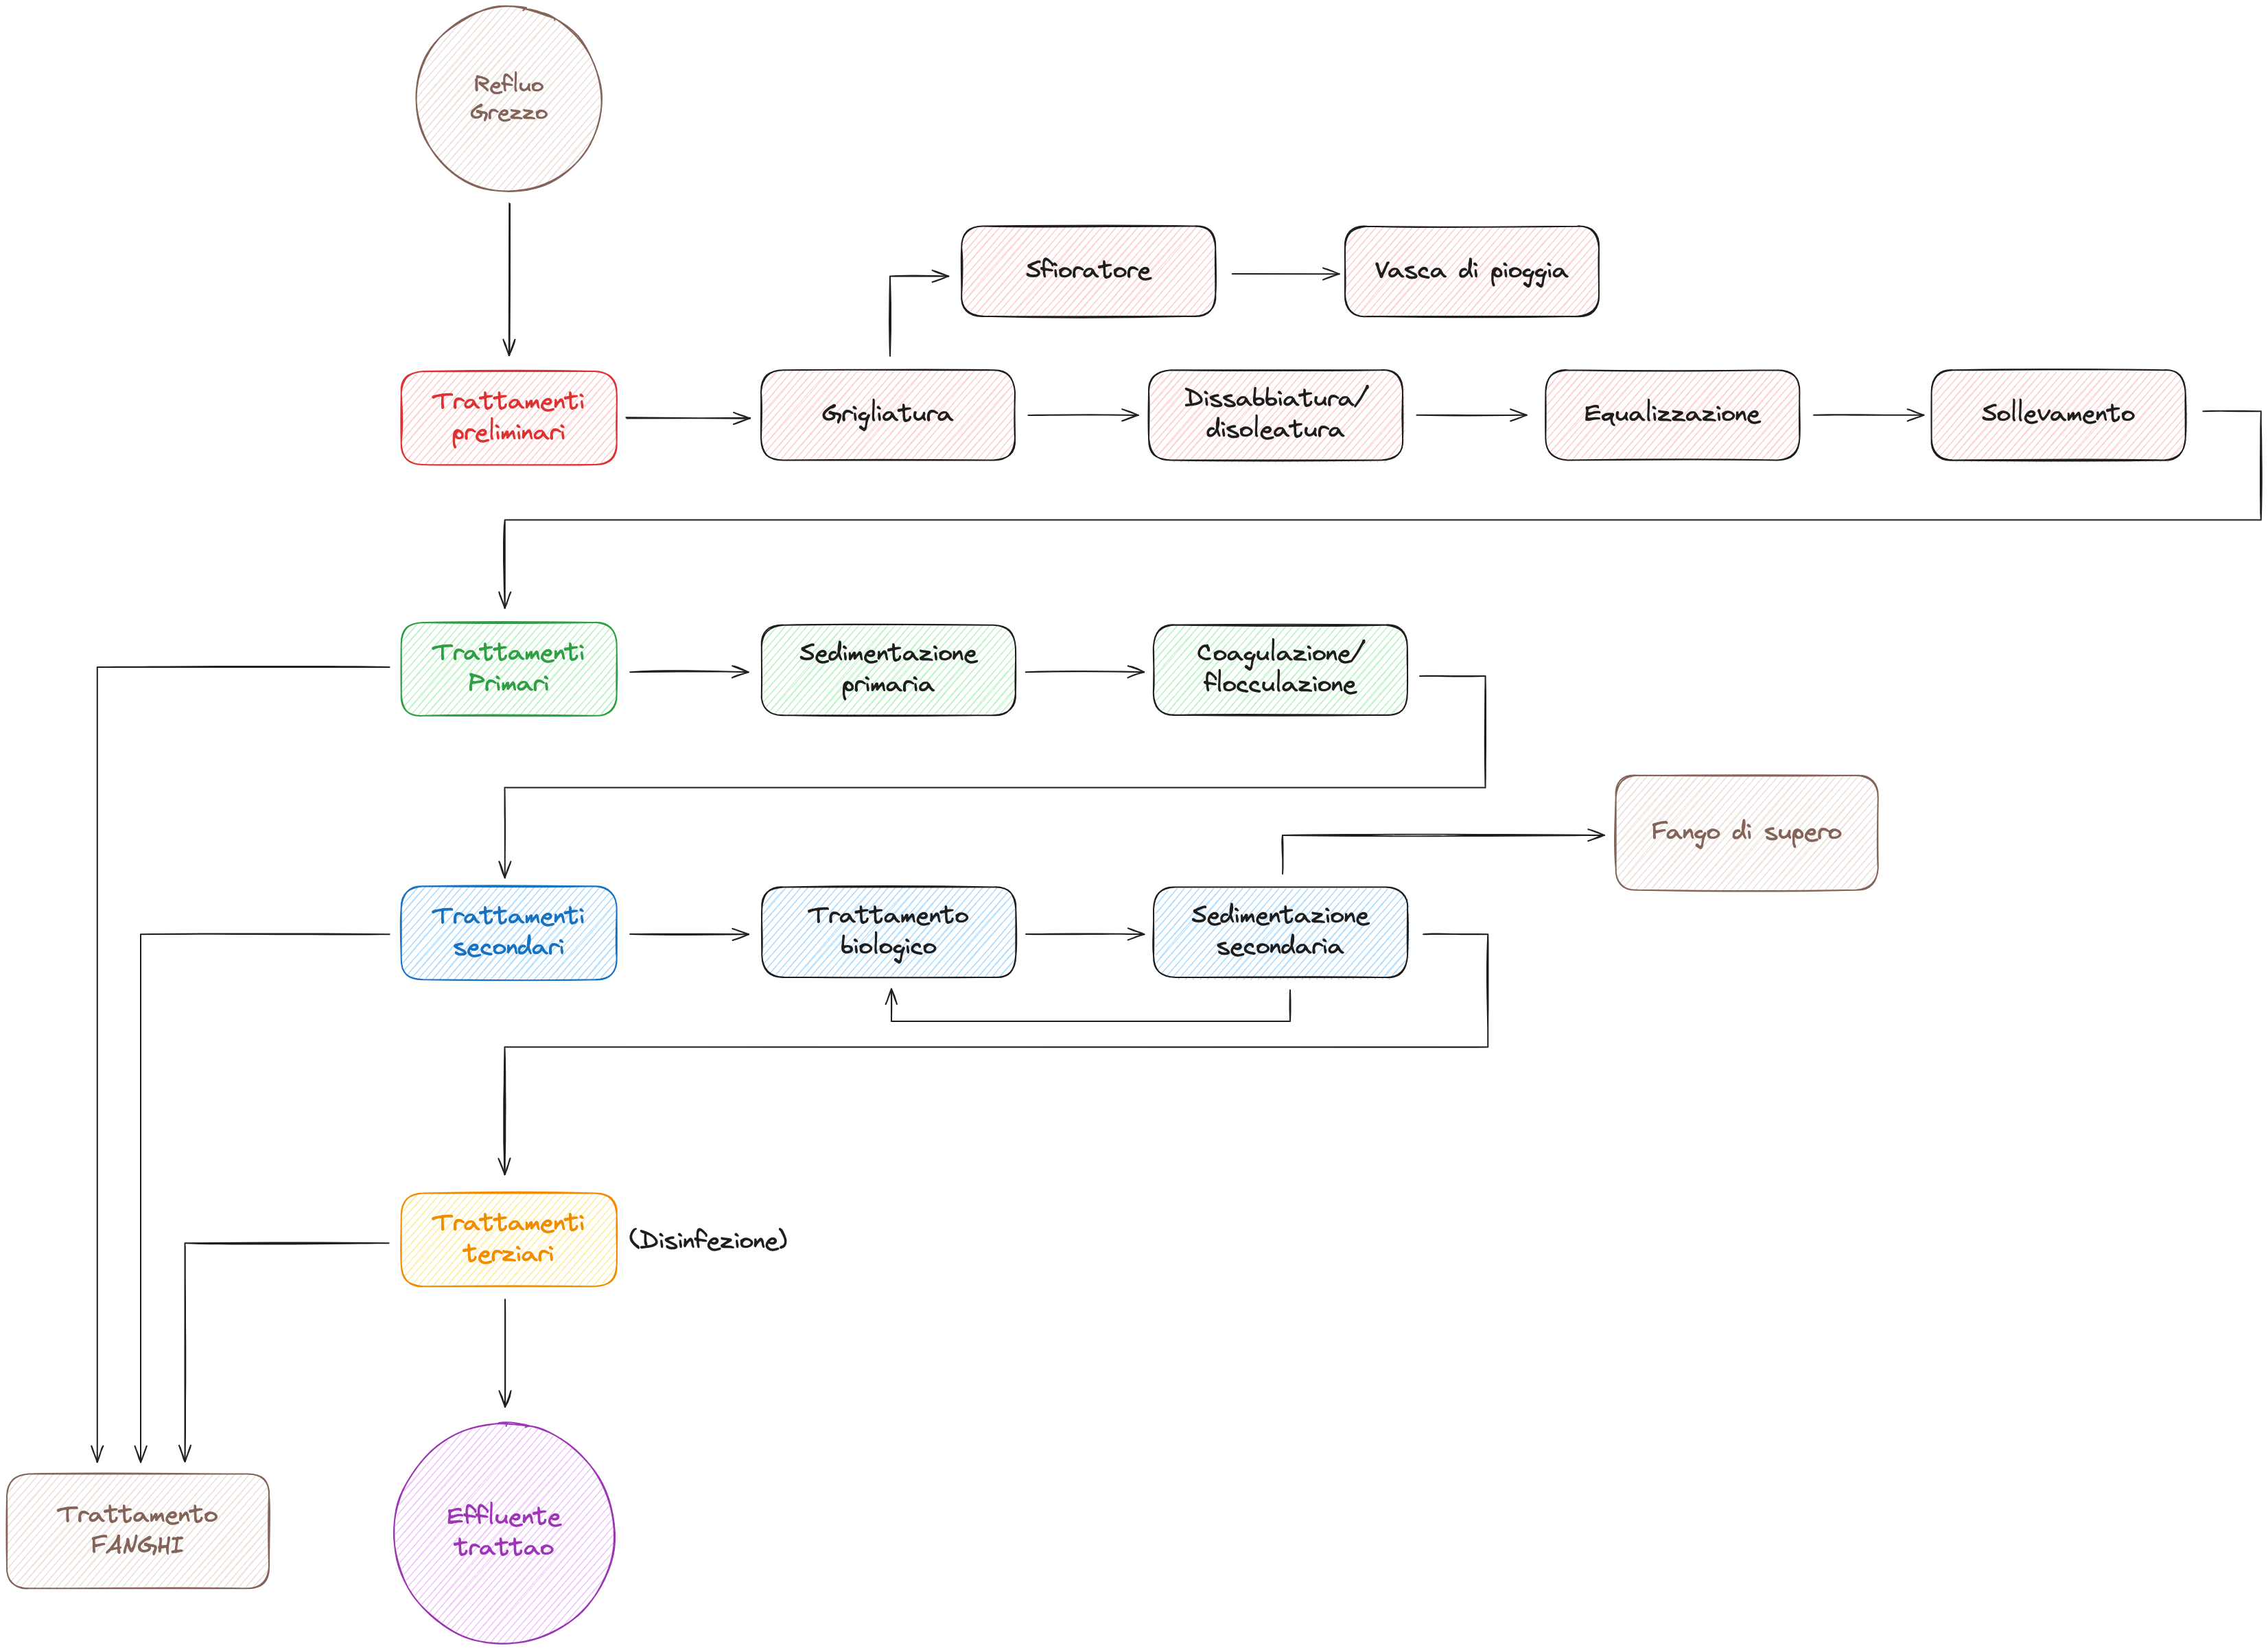 Refluo
Grezzo
Sfioratore
Vasca di pioggia
Trattamenti
preliminari
Grigliatura
Dissabbiatura/
disoleatura
Equalizzazione
Sollevamento
Trattamenti
Primari
Sedimentazione
primaria
Coagulazione/
flocculazione
Fango di supero
Trattamenti
secondari
Trattamento
biologico
Sedimentazione
secondaria
Trattamenti
terziari
(Disinfezione)
Trattamento
FANGHI
Effluente
trattao